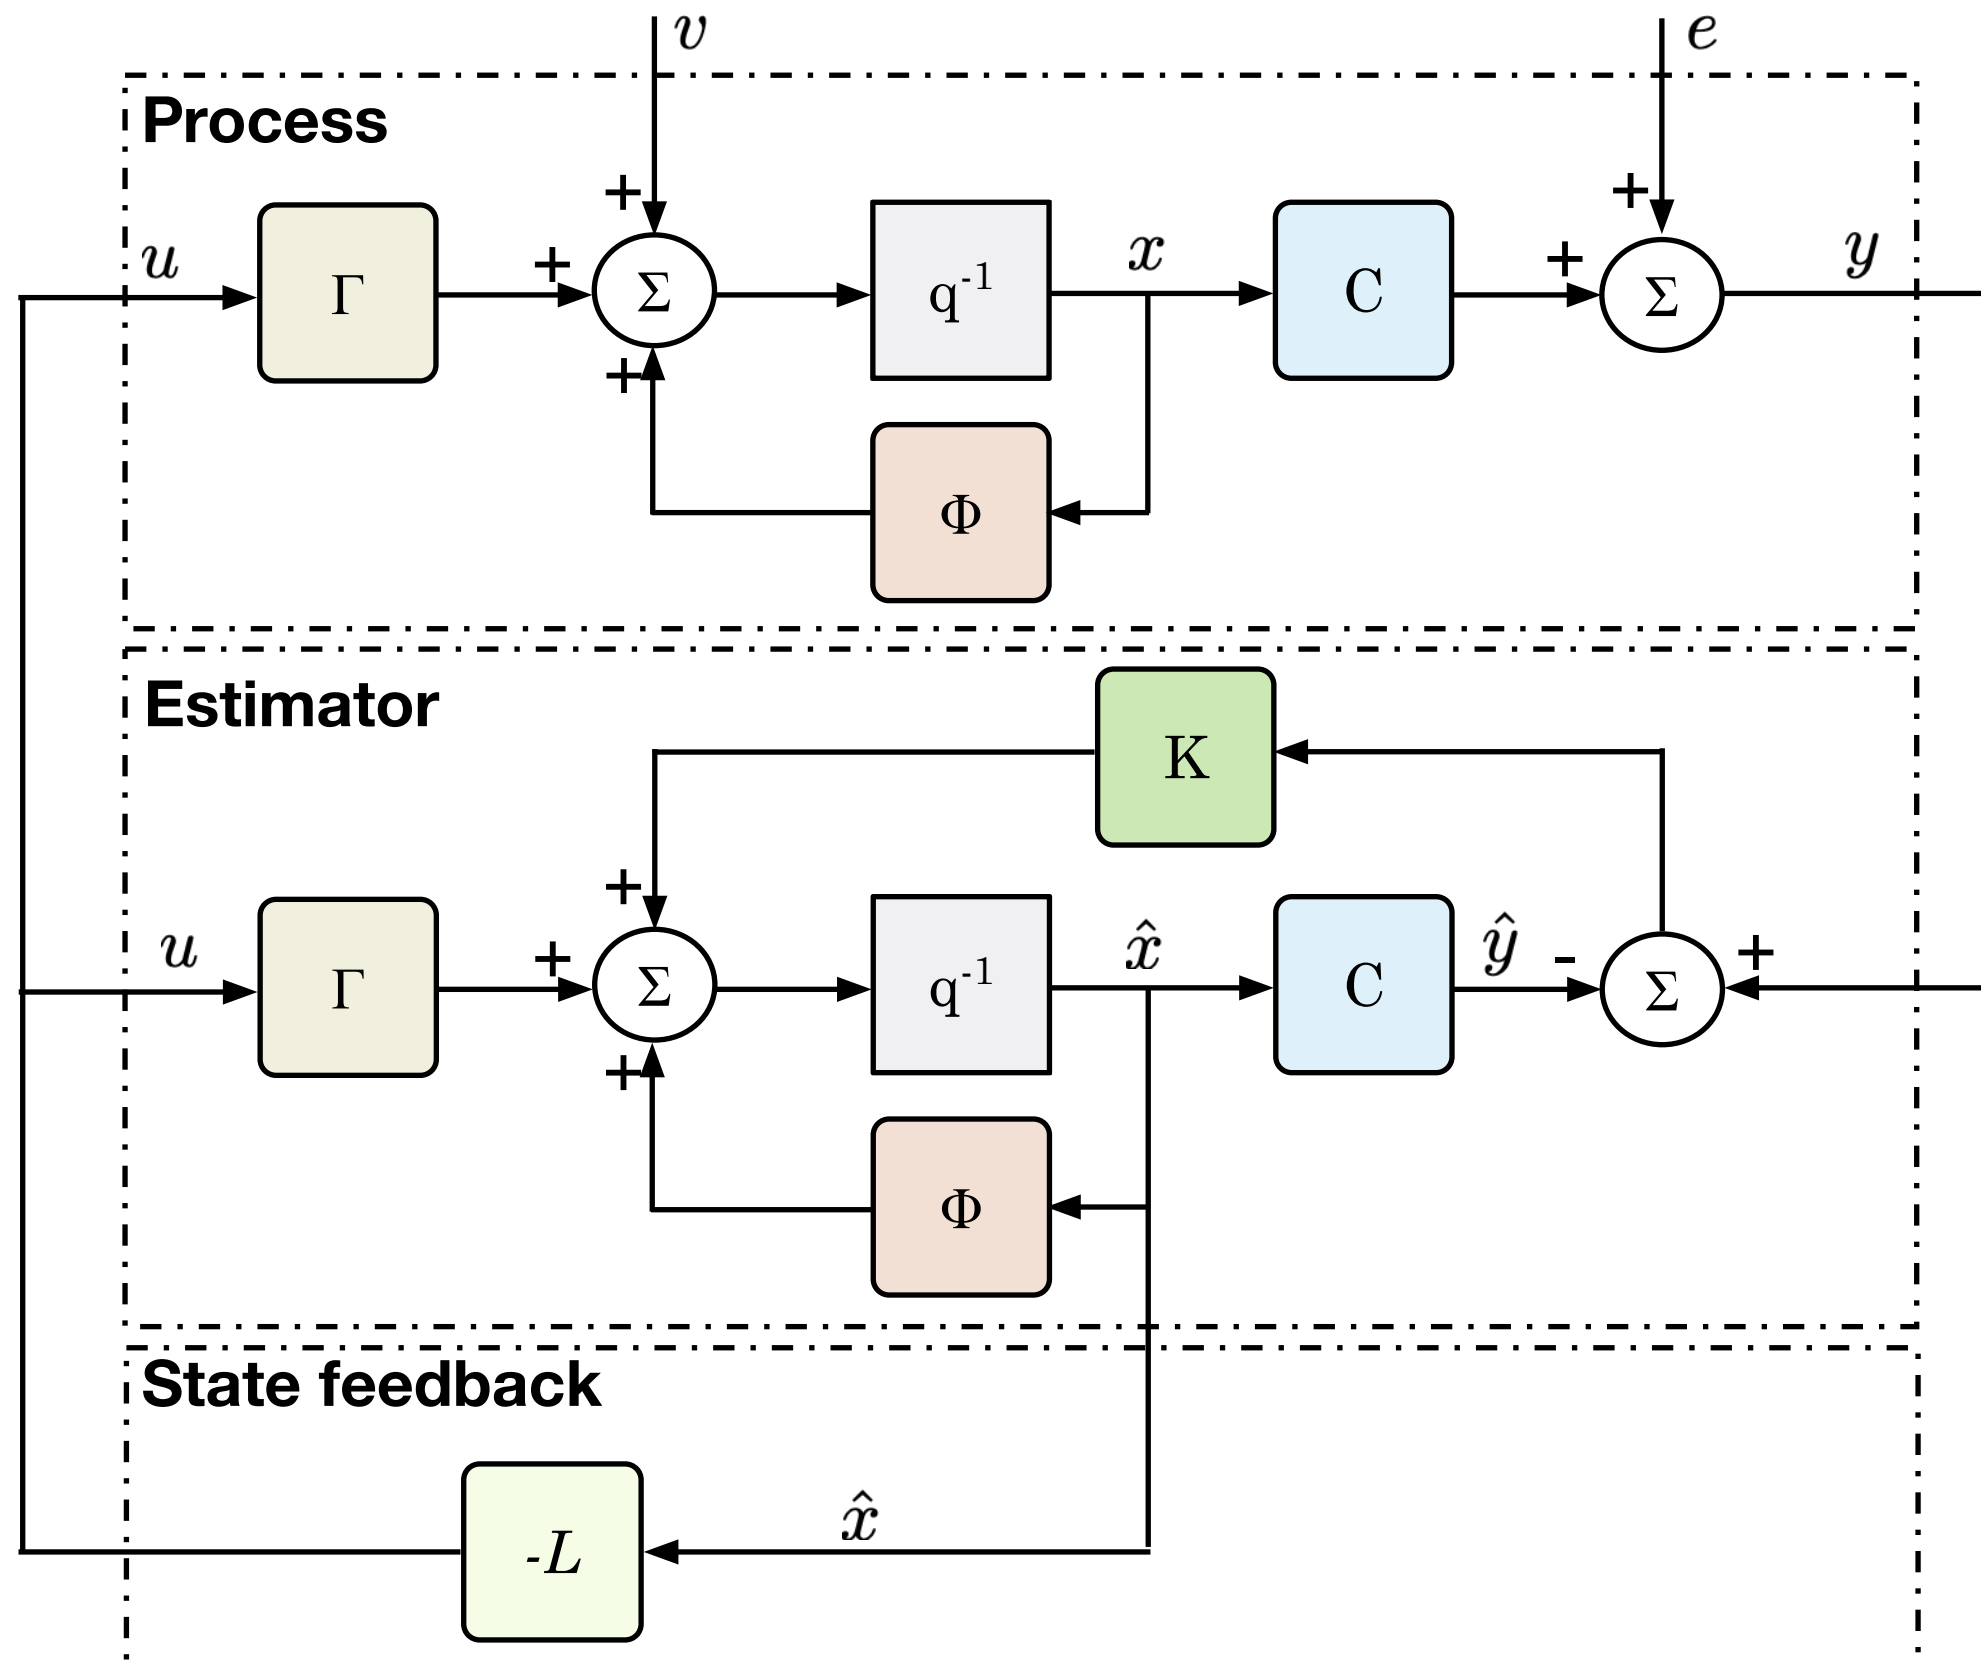 v
e
Process
+
+
u
Γ
+
Σ
q⁻¹
x
C
+
Σ
y
+
Φ
Estimator
K
+
u
Γ
+
Σ
q⁻¹
x̂
C
ŷ
-
Σ
+
+
Φ
State feedback
-L
x̂